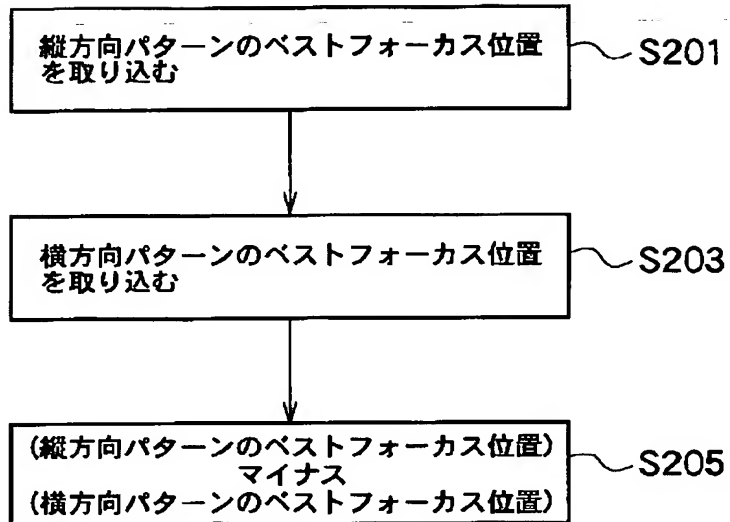 縦方向パターンのベストフォーカス位置
を取り込む
S201
横方向パターンのベストフォーカス位置
を取り込む
S203
(縦方向パターンのベストフォーカス位置)
マイナス
(横方向パターンのベストフォーカス位置)
S205